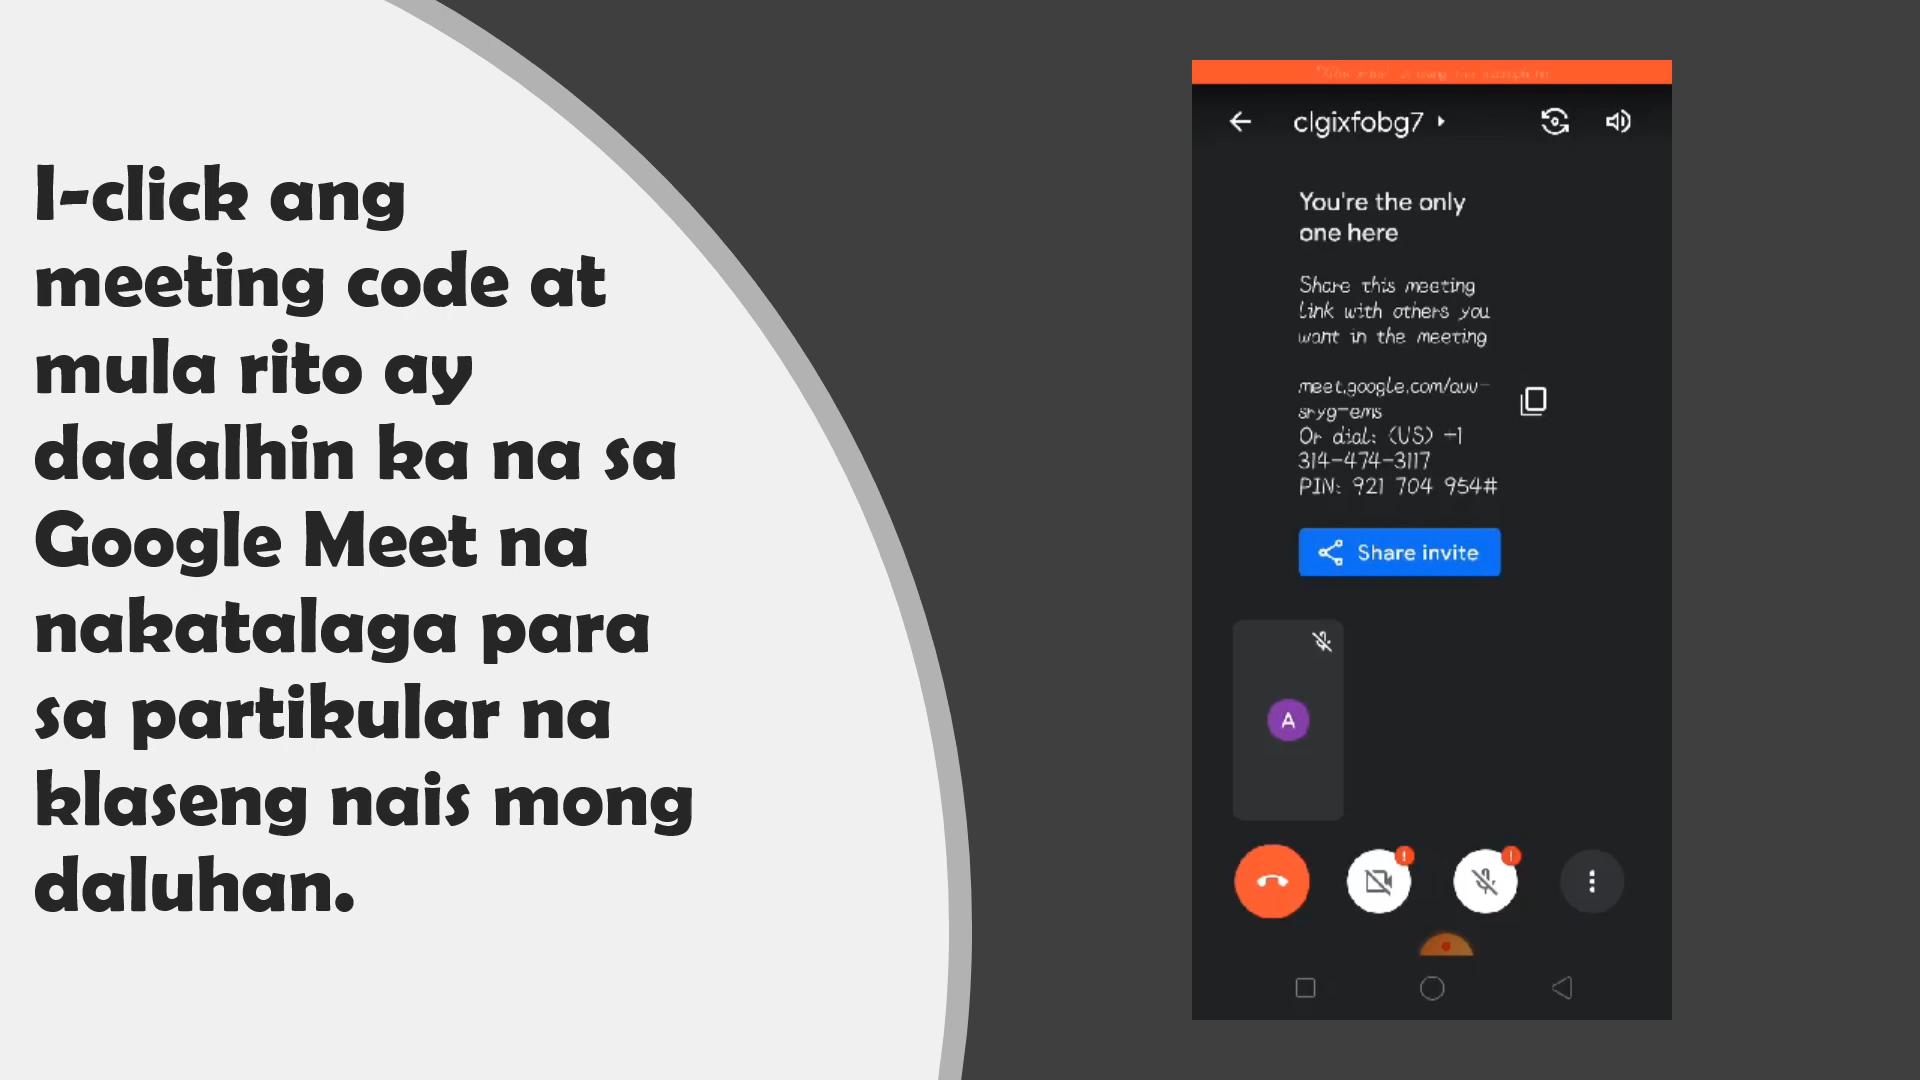 I-click ang
meeting code at
mula rito ay
dadalhin ka na sa
Google Meet na
nakatalaga para
sa partikular na
klaseng nais mong
daluhan.
clgixfobg7
You're the only
one here
Share this meeting
link with others you
want in the meeting
meet.google.com/
Or dial: (US) +1
314-474-3117
PIN: 921 704 954#
Share invite
A